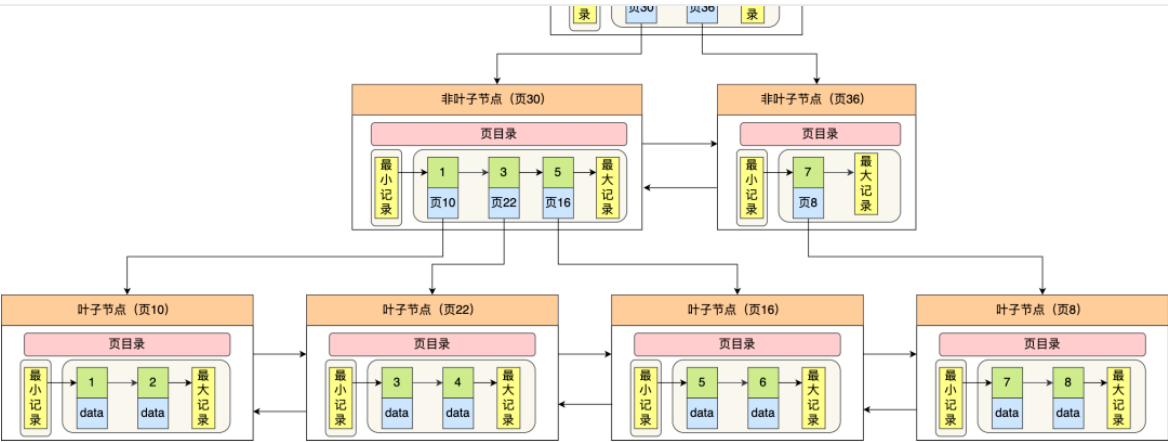 录 页30 页36 录
非叶子节点（页30） 非叶子节点（页36）
页目录 页目录
最小记录 1 3 5 最大记录 最小记录 7 最大记录
页10 页22 页16 页8
叶子节点（页10） 叶子节点（页22） 叶子节点（页16） 叶子节点（页8）
页目录 页目录 页目录 页目录
最小记录 1 2 最大记录 最小记录 3 4 最大记录 最小记录 5 6 最大记录 最小记录 7 8 最大记录
data data data data data data data data